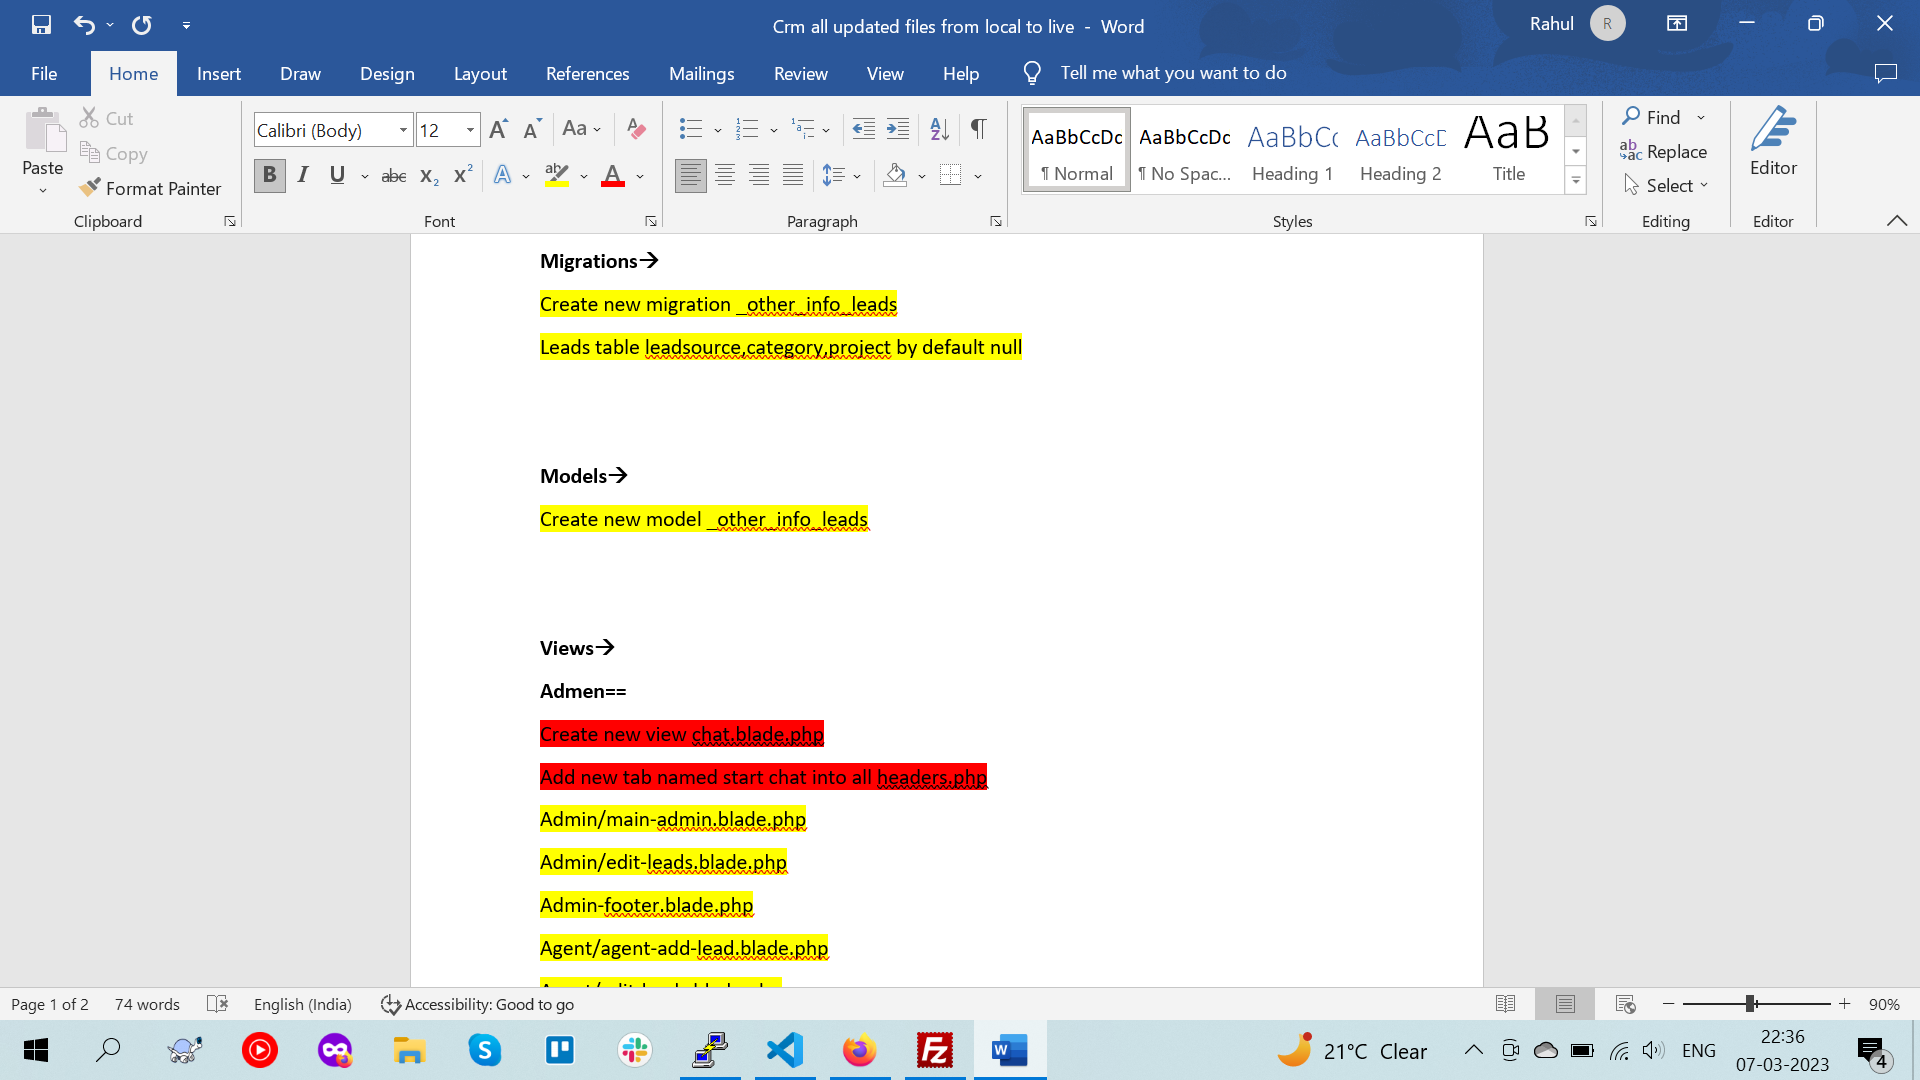 Crm all updated files from local to live - Word
Rahul
R
File
Home
Insert
Draw
Design
Layout
References
Mailings
Review
View
Help
Tell me what you want to do
Paste
Cut
Copy
Format Painter
Clipboard
Calibri (Body)
12
Font
Paragraph
AaBbCcDc
¶ Normal
AaBbCcDc
¶ No Spac...
AaBbCc
Heading 1
AaBbCcD
Heading 2
AaB
Title
Styles
Find
Replace
Select
Editing
Editor
Editor
Migrations→
Create new migration _other_info_leads
Leads table leadsource,category,project by default null
Models→
Create new model _other_info_leads
Views→
Admen==
Create new view chat.blade.php
Add new tab named start chat into all headers.php
Admin/main-admin.blade.php
Admin/edit-leads.blade.php
Admin-footer.blade.php
Agent/agent-add-lead.blade.php
Page 1 of 2
74 words
English (India)
Accessibility: Good to go
90%
21°C Clear
ENG
22:36
07-03-2023
4